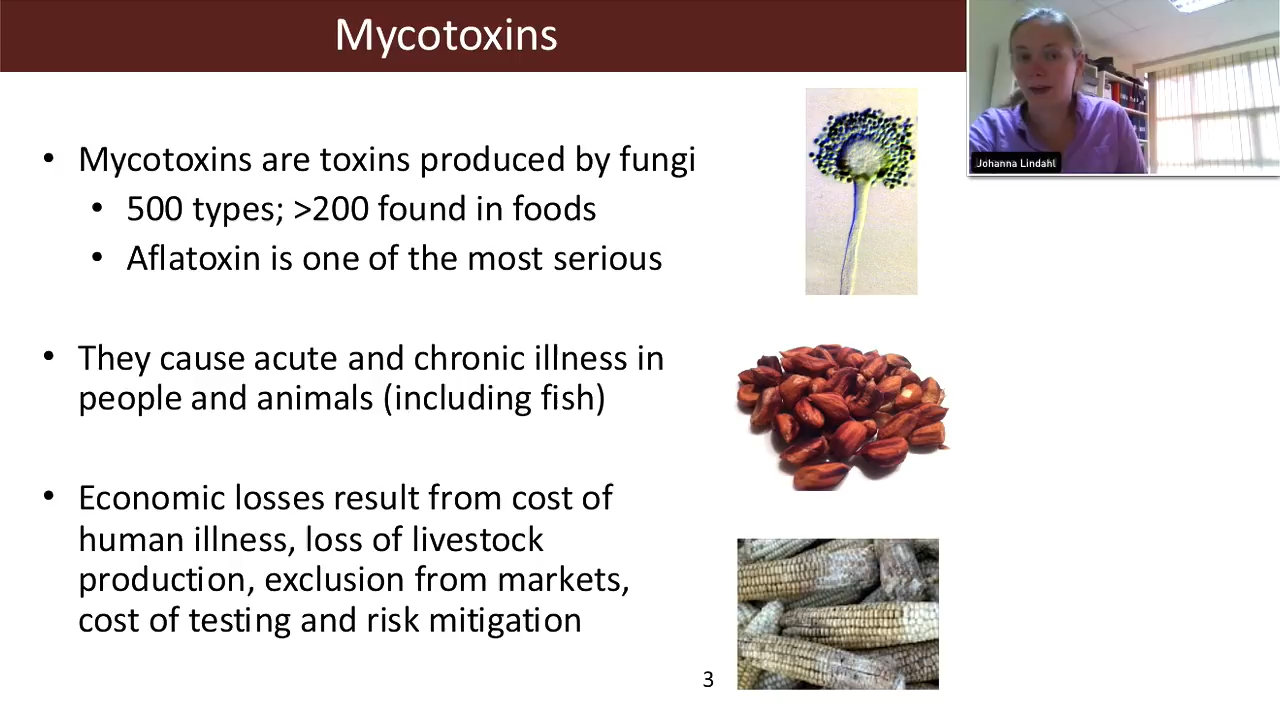 Mycotoxins
Johanna Lindahl
• Mycotoxins are toxins produced by fungi
• 500 types; >200 found in foods
• Aflatoxin is one of the most serious
• They cause acute and chronic illness in
people and animals (including fish)
• Economic losses result from cost of
human illness, loss of livestock
production, exclusion from markets,
cost of testing and risk mitigation
3